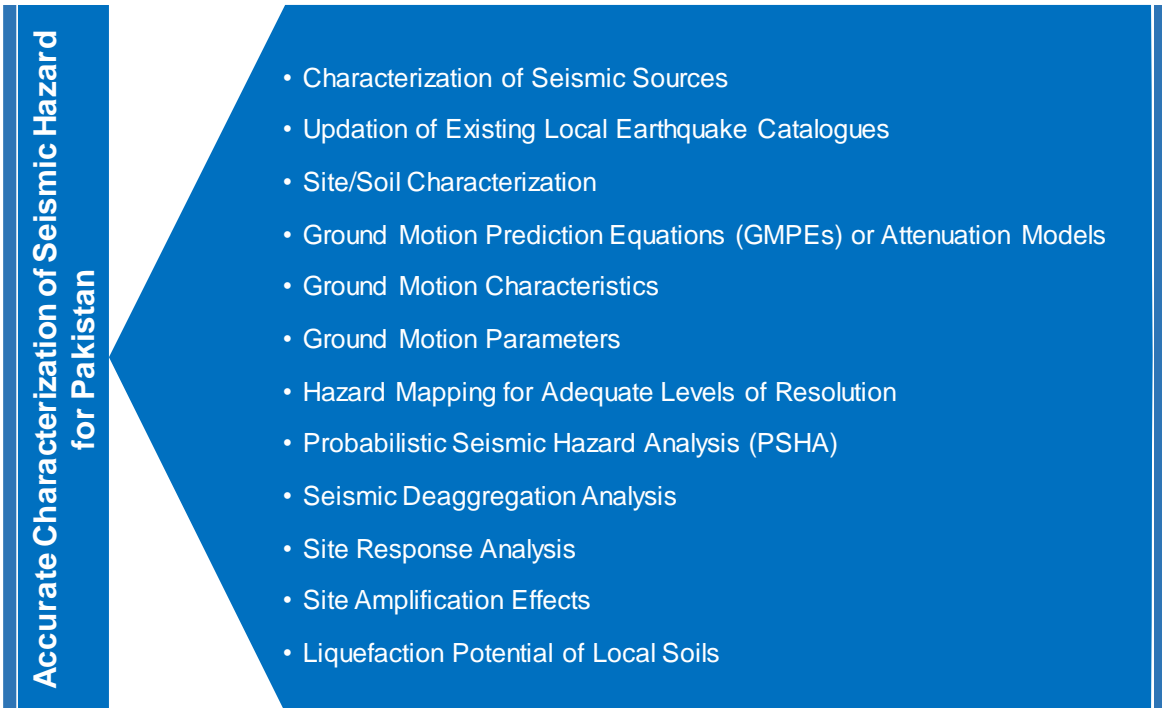 Accurate Characterization of Seismic Hazard
for Pakistan
• Characterization of Seismic Sources
• Updation of Existing Local Earthquake Catalogues
• Site/Soil Characterization
• Ground Motion Prediction Equations (GMPEs) or Attenuation Models
• Ground Motion Characteristics
• Ground Motion Parameters
• Hazard Mapping for Adequate Levels of Resolution
• Probabilistic Seismic Hazard Analysis (PSHA)
• Seismic Deaggregation Analysis
• Site Response Analysis
• Site Amplification Effects
• Liquefaction Potential of Local Soils